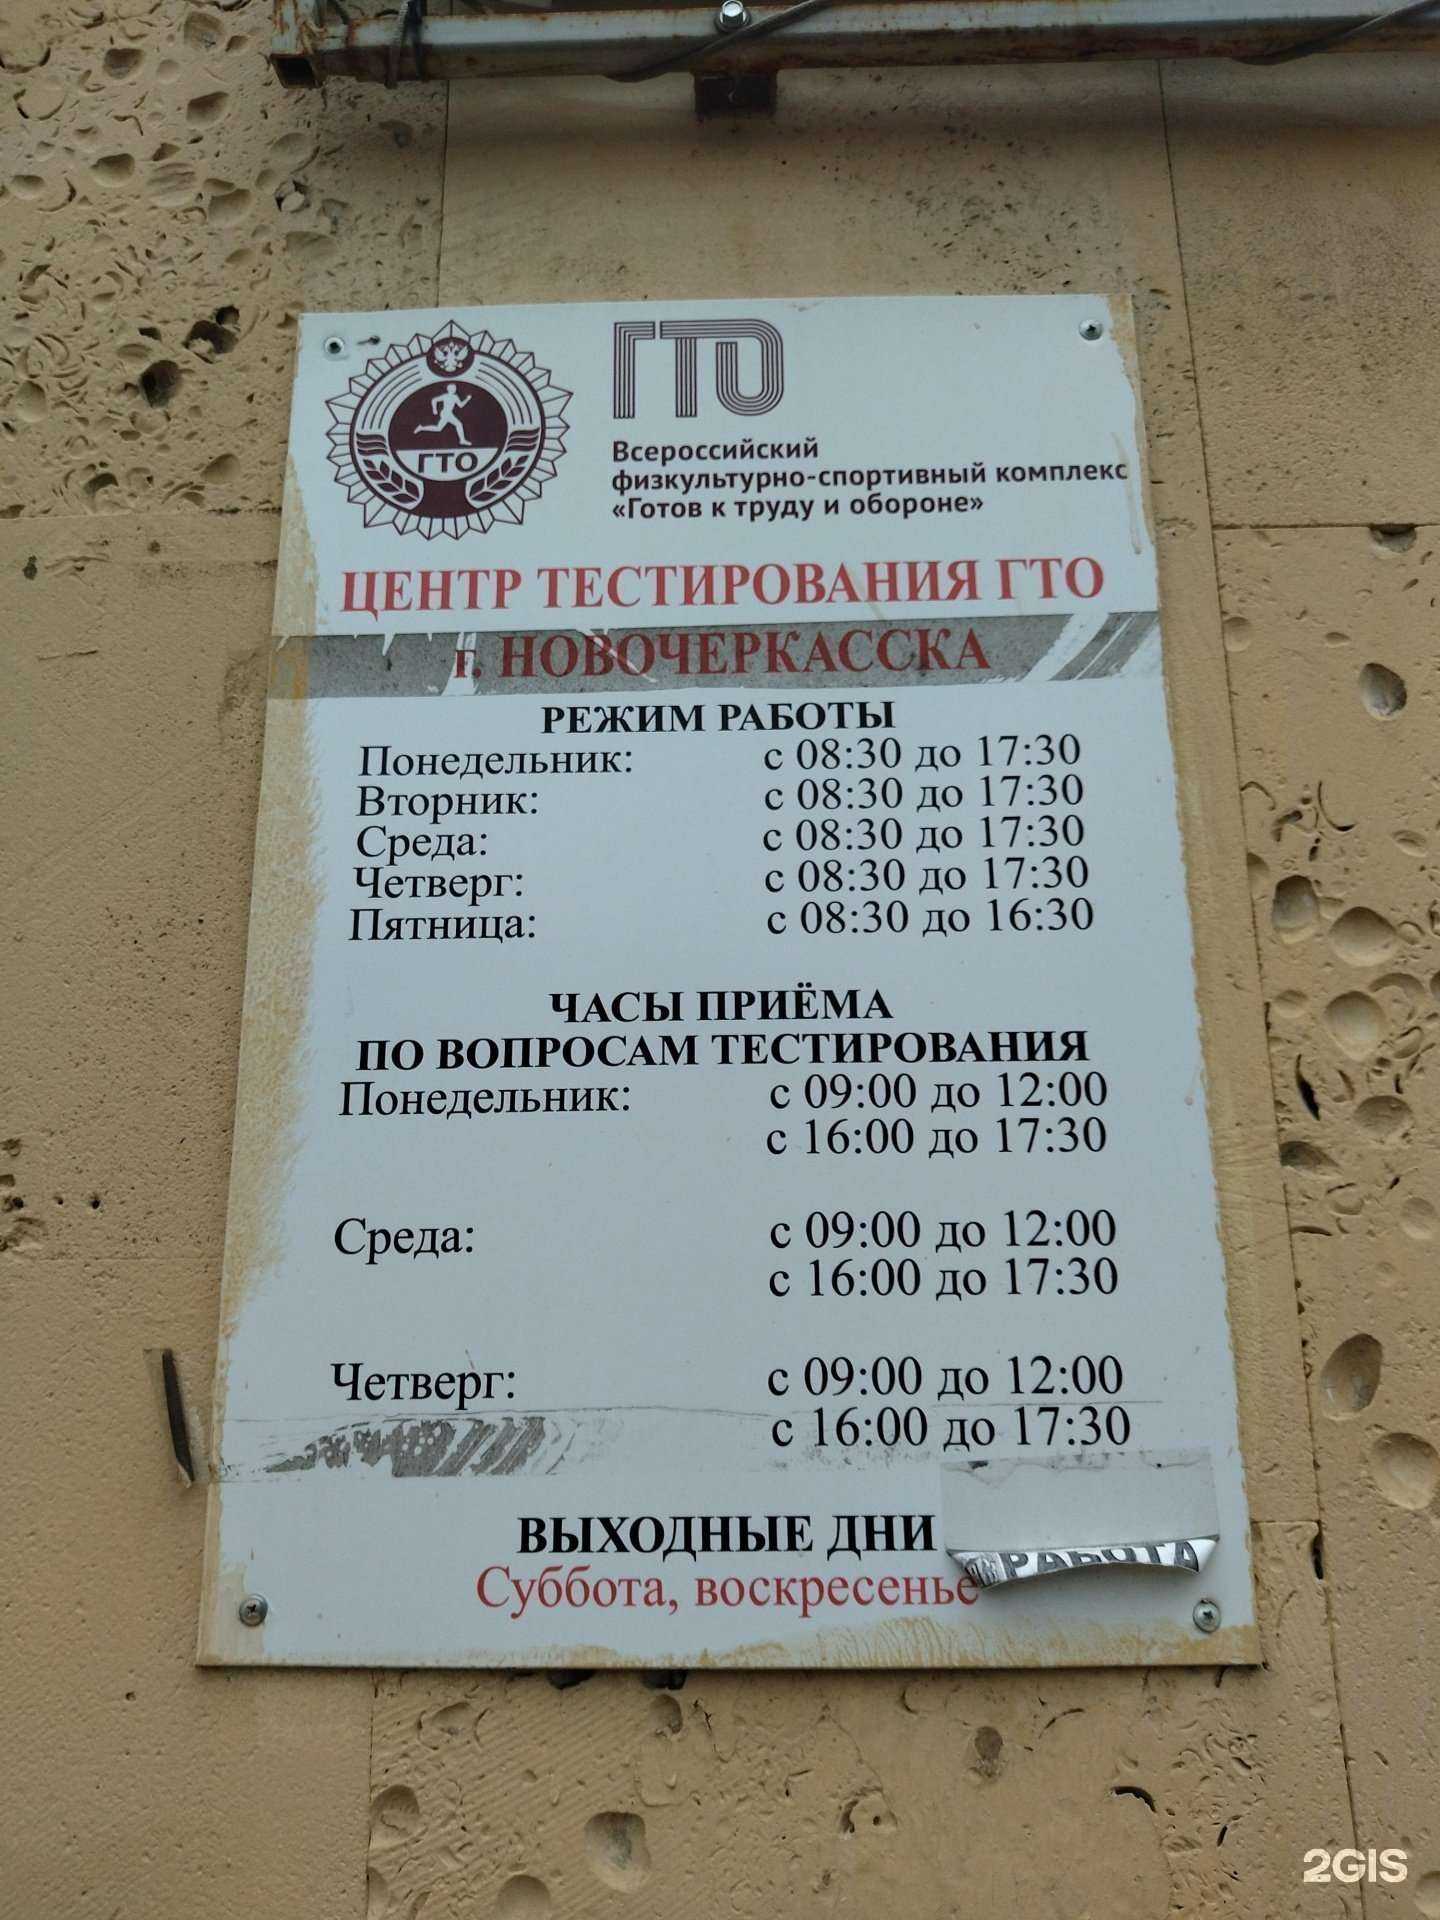 ГТО
ГТО
Всероссийский
физкультурно-спортивный комплекс
«Готов к труду и обороне»
ЦЕНТР ТЕСТИРОВАНИЯ ГТО
г. НОВОЧЕРКАССКА
РЕЖИМ РАБОТЫ
Понедельник: с 08:30 до 17:30
Вторник: с 08:30 до 17:30
Среда: с 08:30 до 17:30
Четверг: с 08:30 до 17:30
Пятница: с 08:30 до 16:30
ЧАСЫ ПРИЁМА
ПО ВОПРОСАМ ТЕСТИРОВАНИЯ
Понедельник: с 09:00 до 12:00
с 16:00 до 17:30
Среда: с 09:00 до 12:00
с 16:00 до 17:30
Четверг: с 09:00 до 12:00
с 16:00 до 17:30
ВЫХОДНЫЕ ДНИ
РАБОТА
Суббота, воскресенье
2GIS